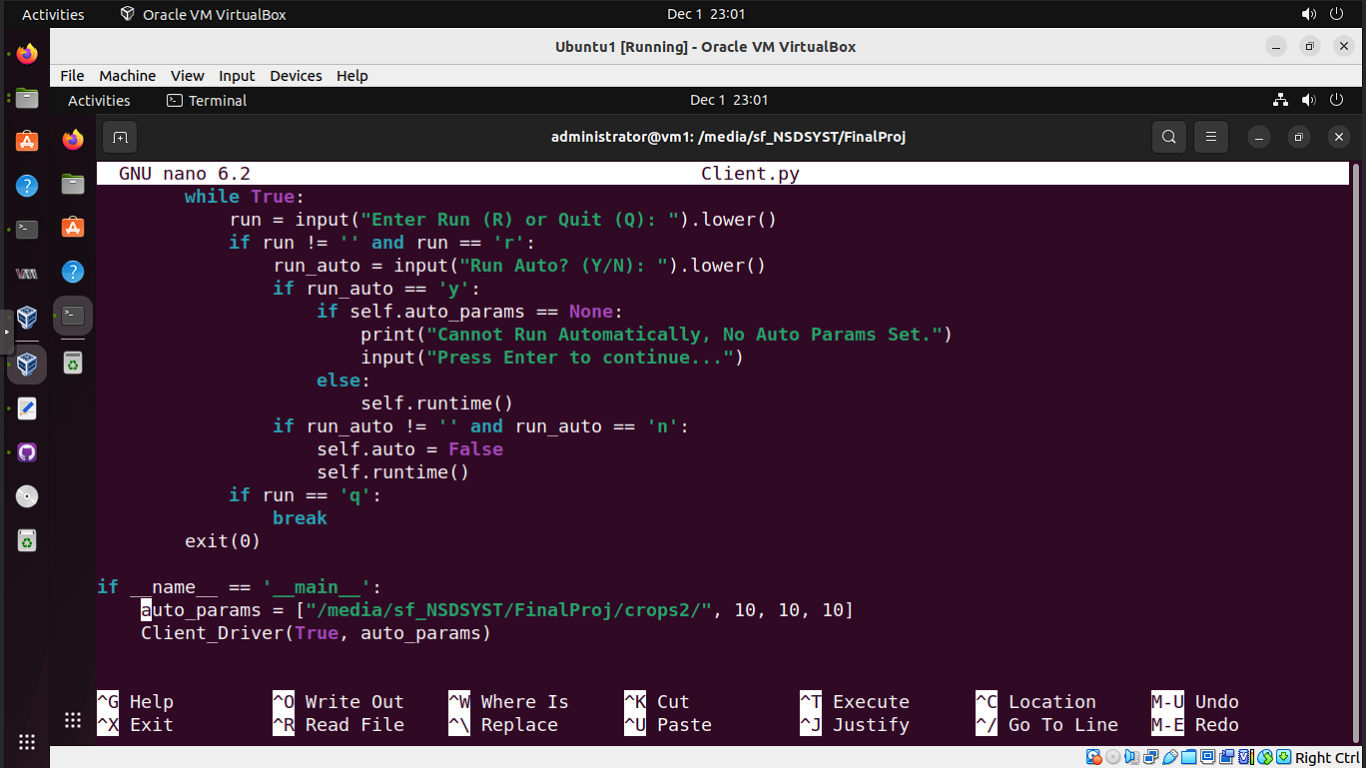 Activities Oracle VM VirtualBox Dec 1 23:01
Ubuntu1 [Running] - Oracle VM VirtualBox
File Machine View Input Devices Help
Activities Terminal Dec 1 23:01
administrator@vm1: /media/sf_NSDSYST/FinalProj
GNU nano 6.2 Client.py
        while True:
            run = input("Enter Run (R) or Quit (Q): ").lower()
            if run != '' and run == 'r':
                run_auto = input("Run Auto? (Y/N): ").lower()
                if run_auto == 'y':
                    if self.auto_params == None:
                        print("Cannot Run Automatically, No Auto Params Set.")
                        input("Press Enter to continue...")
                    else:
                        self.runtime()
                if run_auto != '' and run_auto == 'n':
                    self.auto = False
                    self.runtime()
            if run == 'q':
                break
        exit(0)
if __name__ == '__main__':
    auto_params = ["/media/sf_NSDSYST/FinalProj/crops2/", 10, 10, 10]
    Client_Driver(True, auto_params)
^G Help ^O Write Out ^W Where Is ^K Cut ^T Execute ^C Location M-U Undo
^X Exit ^R Read File ^\ Replace ^U Paste ^J Justify ^/ Go To Line M-E Redo
Right Ctrl